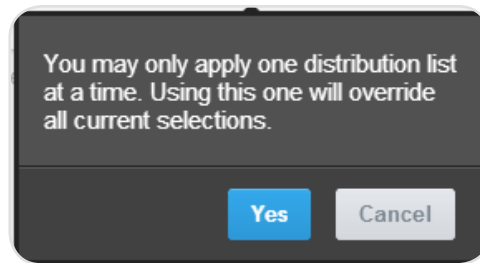 You may only apply one distribution list
at a time. Using this one will override
all current selections.
Yes Cancel